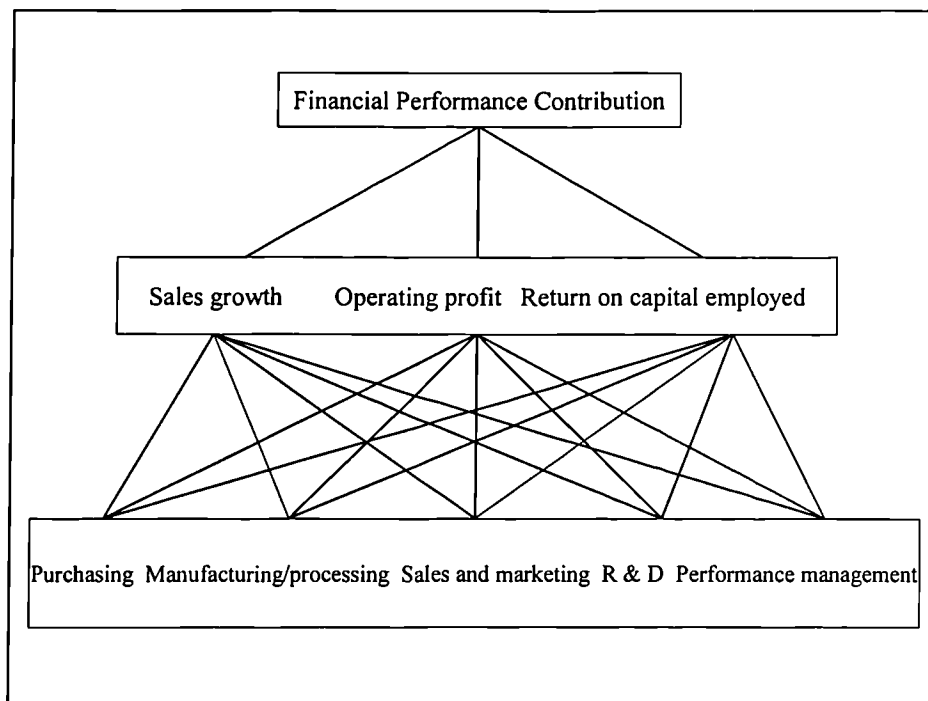 Financial Performance Contribution
Sales growth Operating profit Return on capital employed
Purchasing Manufacturing/processing Sales and marketing R & D Performance management